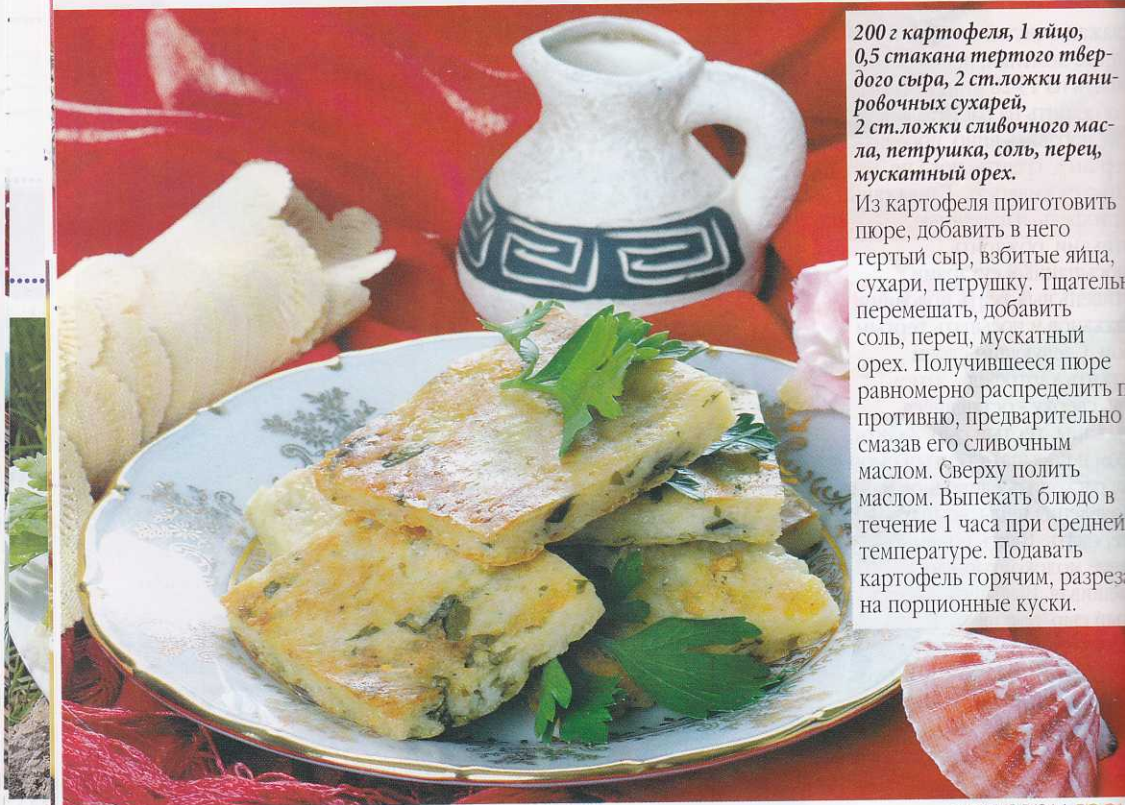 200 г картофеля, 1 яйцо,
0,5 стакана тертого твер-
дого сыра, 2 ст.ложки пани-
ровочных сухарей,
2 ст.ложки сливочного мас-
ла, петрушка, соль, перец,
мускатный орех.
Из картофеля приготовить
пюре, добавить в него
тертый сыр, взбитые яйца,
сухари, петрушку. Тщательн
перемешать, добавить
соль, перец, мускатный
орех. Получившееся пюре
равномерно распределить п
противню, предварительно
смазав его сливочным
маслом. Сверху полить
маслом. Выпекать блюдо в
течение 1 часа при средней
температуре. Подавать
картофель горячим, разреза
на порционные куски.